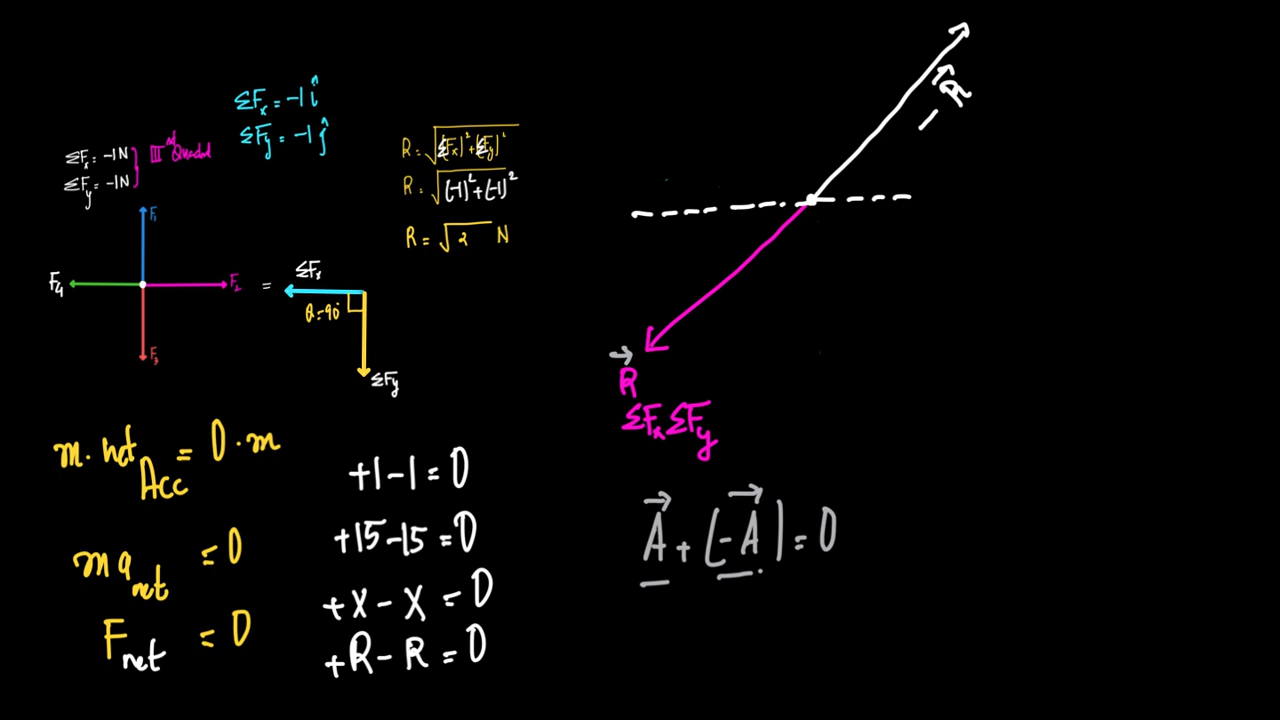 ΣFx = -1 î
ΣFy = -1 ĵ
ΣFx = -1N
ΣFy = -1N
III
R = √(ΣFx)² + (ΣFy)²
R = √(-1)² + (-1)²
R = √2 N
F₁
F₄
F₂
F₃
=
ΣFx
θ=90°
ΣFy
-R⃗
R⃗
ΣFx ΣFy
m. net Acc = 0 · m
m a net = 0
F net = 0
+1 - 1 = 0
+15 - 15 = 0
+x - x = 0
+R - R = 0
A⃗ + (-A⃗) = 0